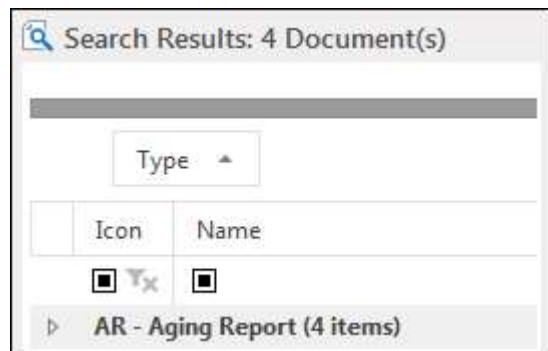 Search Results: 4 Document(s)
Type
Icon Name
AR - Aging Report (4 items)